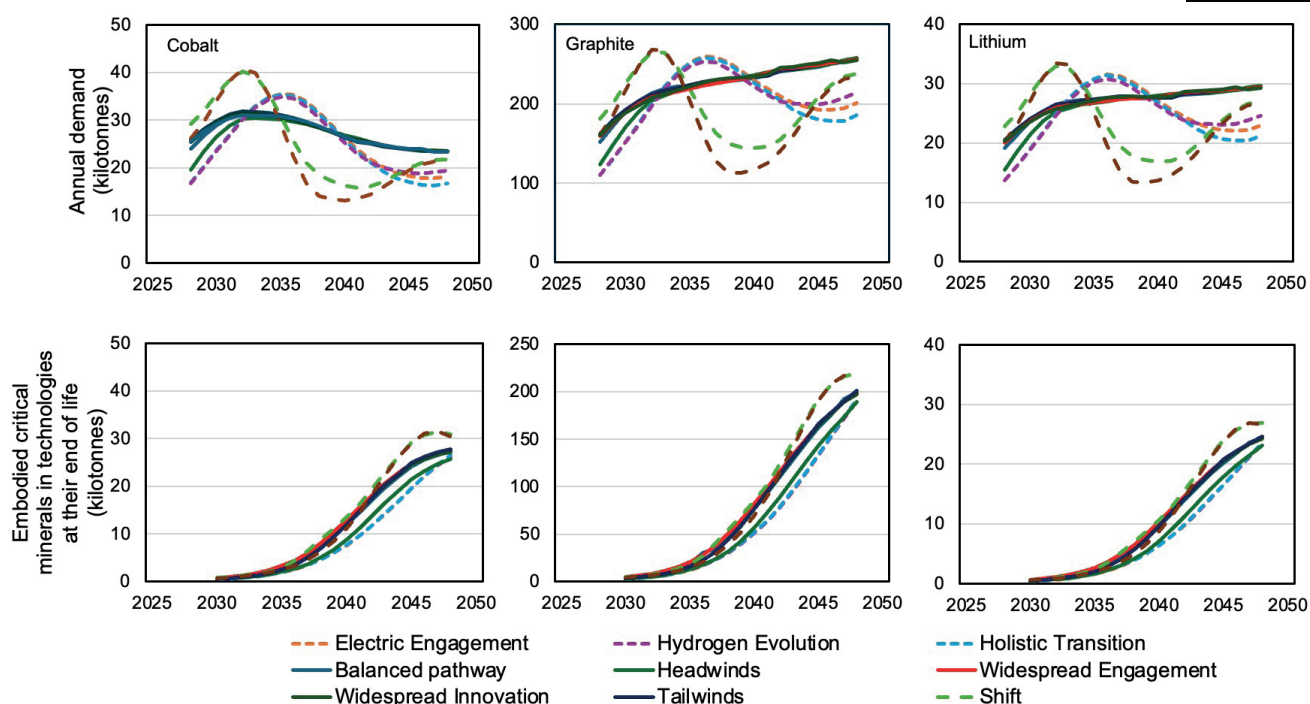 Annual demand
(kilotonnes)
50
40
30
20
10
0
Cobalt
2025 2030 2035 2040 2045 2050
300
200
100
0
Graphite
2025 2030 2035 2040 2045 2050
40
30
20
10
0
Lithium
2025 2030 2035 2040 2045 2050
Embodied critical
minerals in technologies
at their end of life
(kilotonnes)
50
40
30
20
10
0
2025 2030 2035 2040 2045 2050
250
200
150
100
50
0
2025 2030 2035 2040 2045 2050
40
30
20
10
0
2025 2030 2035 2040 2045 2050
Electric Engagement Hydrogen Evolution Holistic Transition
Balanced pathway Headwinds Widespread Engagement
Widespread Innovation Tailwinds Shift